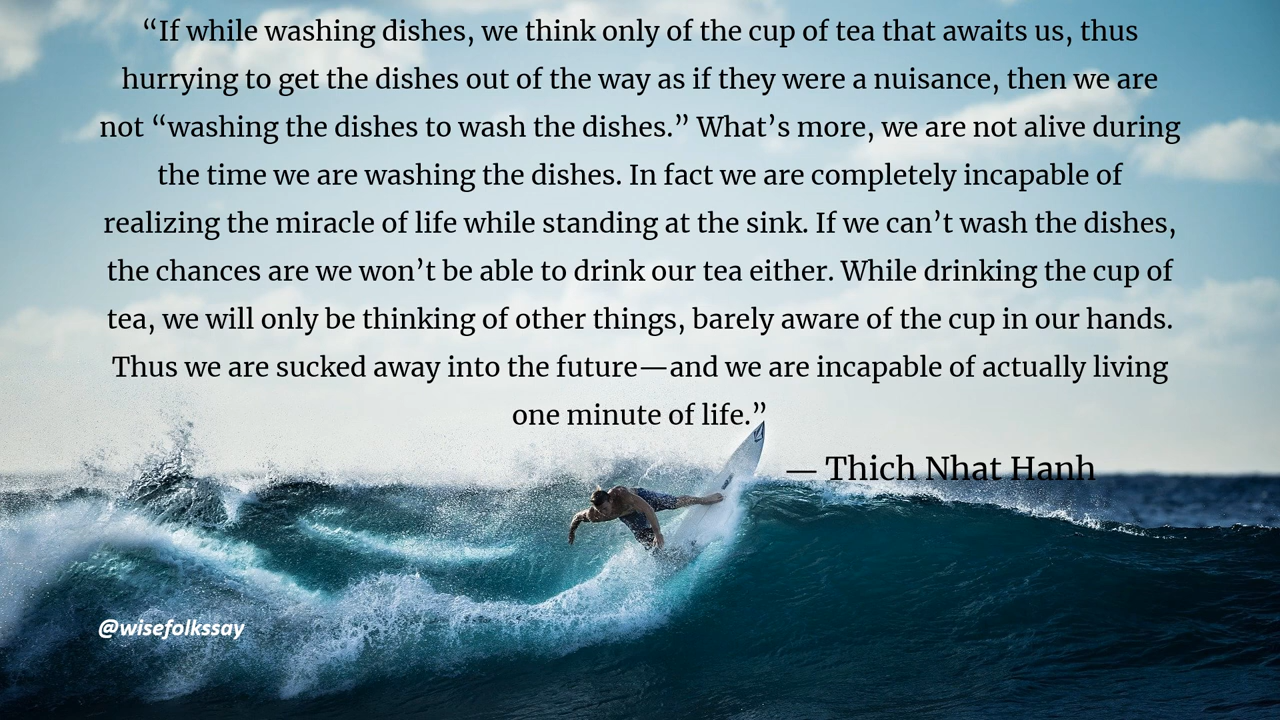 “If while washing dishes, we think only of the cup of tea that awaits us, thus
hurrying to get the dishes out of the way as if they were a nuisance, then we are
not “washing the dishes to wash the dishes.” What’s more, we are not alive during
the time we are washing the dishes. In fact we are completely incapable of
realizing the miracle of life while standing at the sink. If we can’t wash the dishes,
the chances are we won’t be able to drink our tea either. While drinking the cup of
tea, we will only be thinking of other things, barely aware of the cup in our hands.
Thus we are sucked away into the future—and we are incapable of actually living
one minute of life.”
— Thich Nhat Hanh
@wisefolkssay